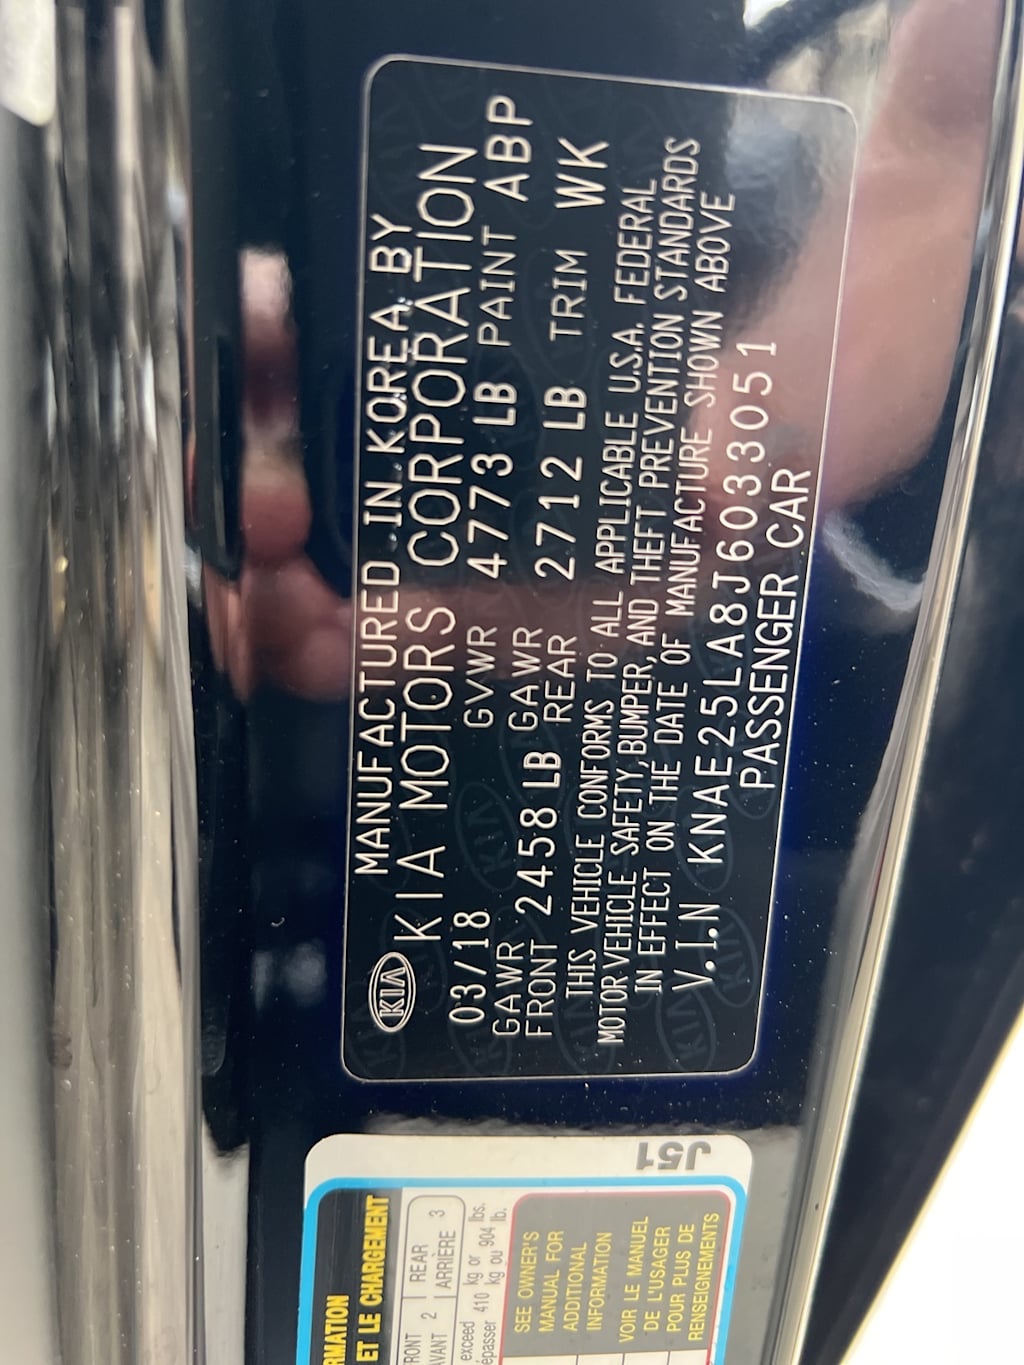 MANUFACTURED IN KOREA BY
KIA KIA MOTORS CORPORATION
03/18 GVWR 4773 LB PAINT ABP
GAWR FRONT 2458 LB GAWR REAR 2712 LB TRIM WK
THIS VEHICLE CONFORMS TO ALL APPLICABLE U.S.A. FEDERAL
MOTOR VEHICLE SAFETY, BUMPER, AND THEFT PREVENTION STANDARDS
IN EFFECT ON THE DATE OF MANUFACTURE SHOWN ABOVE
V.I.N KNAE25LA8J6033051
PASSENGER CAR
J51
ET LE CHARGEMENT
2 REAR ARRIÈRE 3
exceed 410 kg or lbs.
kg ou 904 lb.
SEE OWNER'S
MANUAL FOR
ADDITIONAL
INFORMATION
VOIR LE MANUEL
DE L'USAGER
POUR PLUS DE
RENSEIGNEMENTS